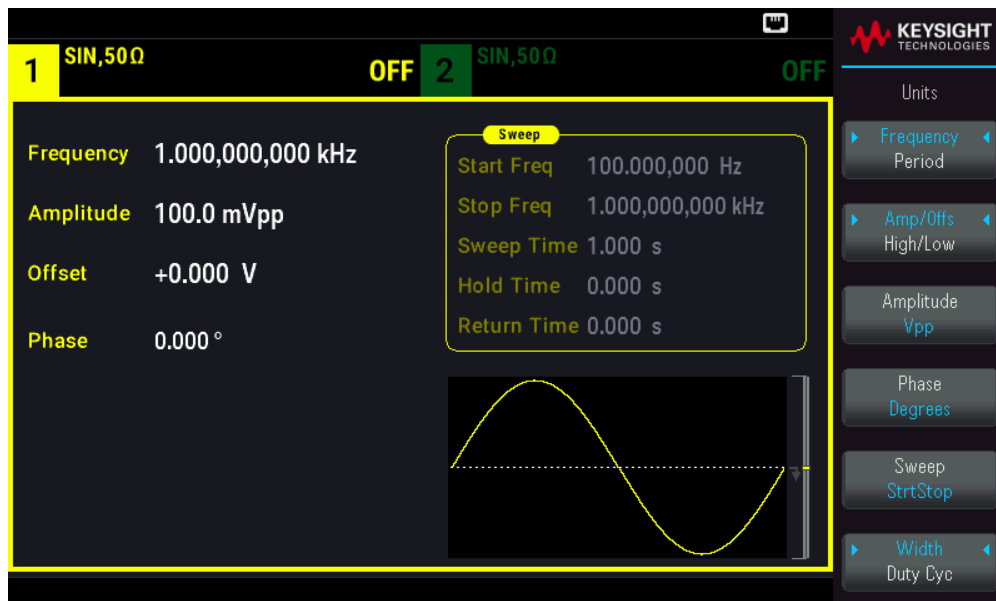 KEYSIGHT
TECHNOLOGIES
1 SIN,50Ω OFF 2 SIN,50Ω OFF
Units
Frequency 1.000,000,000 kHz
Amplitude 100.0 mVpp
Offset +0.000 V
Phase 0.000 °
Sweep
Start Freq 100.000,000 Hz
Stop Freq 1.000,000,000 kHz
Sweep Time 1.000 s
Hold Time 0.000 s
Return Time 0.000 s
Frequency
Period
Amp/Offs
High/Low
Amplitude
Vpp
Phase
Degrees
Sweep
StrtStop
Width
Duty Cyc